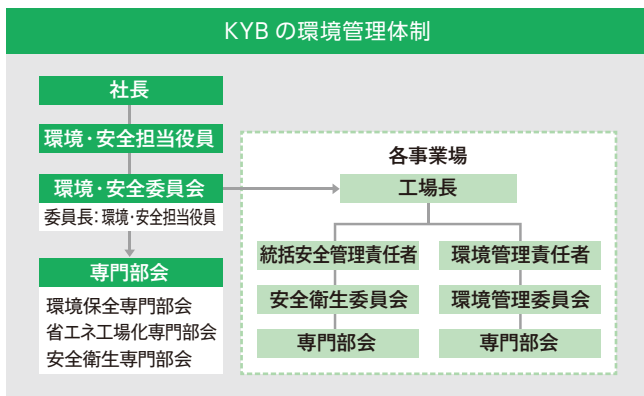 KYB の環境管理体制
社長
環境・安全担当役員
環境・安全委員会
委員長：環境・安全担当役員
専門部会
環境保全専門部会
省エネ工場化専門部会
安全衛生専門部会
各事業場
工場長
統括安全管理責任者
環境管理責任者
安全衛生委員会
環境管理委員会
専門部会
専門部会